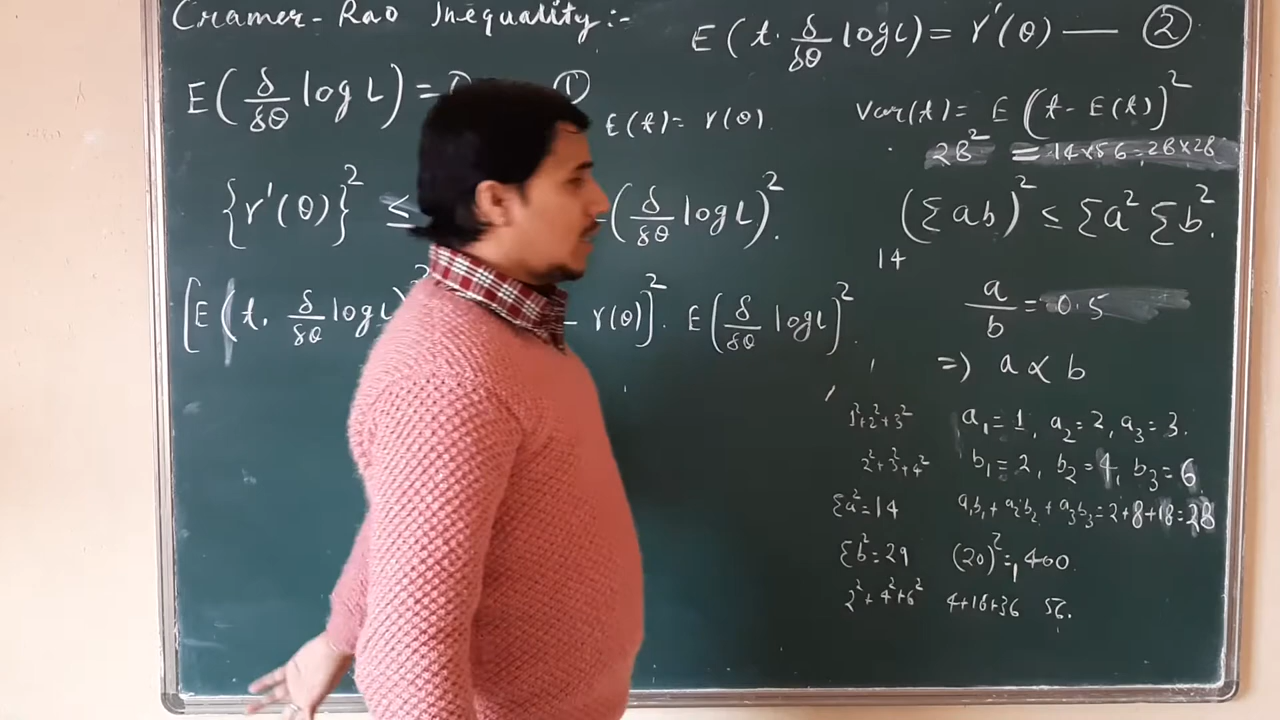 Cramer-Rao Inequality:-
E(t. δ/δθ log L) = r'(θ) — ②
E(δ/δθ log L) = 0 ①
E(t) = r(θ).
Var(t) = E(t - E(t))²
28² = 14×56 = 28×28
{r'(θ)}² ≤ (δ/δθ log L)².
(Σab)² ≤ Σa² Σb².
14
[E(t. δ/δθ log L)² - r(θ)]². E(δ/δθ log L)².
a/b = 0.5
=) a ∝ b
1²+2²+3² a₁=1, a₂=2, a₃=3.
2²+3²+4² b₁=2, b₂=4, b₃=6
Σa²=14 a₁b₁+a₂b₂+a₃b₃=2+8+18=28
Σb²=29 (20)²=400
2²+4²+6² 4+16+36 56.